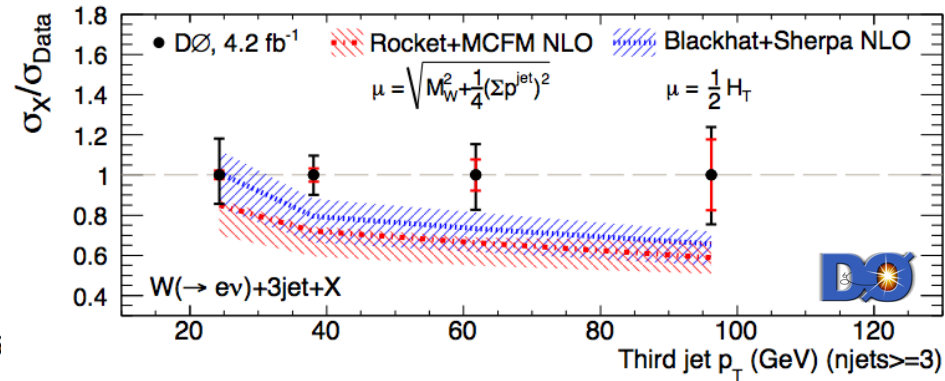 σ_X/σ_Data
1.8
1.6
1.4
1.2
1
0.8
0.6
0.4
DØ, 4.2 fb⁻¹
Rocket+MCFM NLO
Blackhat+Sherpa NLO
μ = √(M_W² + ¼(Σp^jet)²)
μ = ½ H_T
W(→ eν)+3jet+X
DØ
20 40 60 80 100 120
Third jet p_T (GeV) (njets>=3)